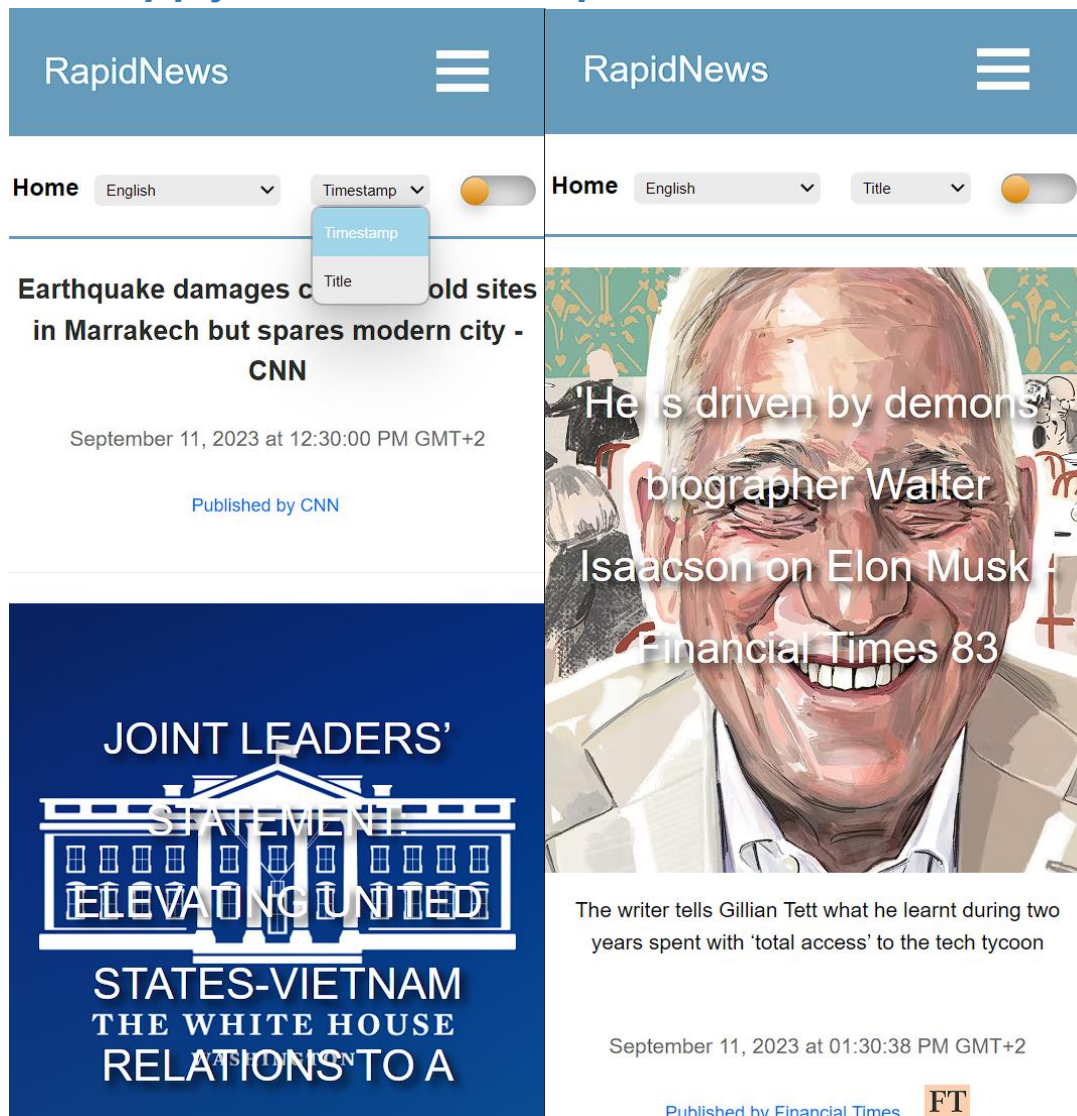 RapidNews
Home English Timestamp
Timestamp
Title
Earthquake damages c old sites
in Marrakech but spares modern city -
CNN
September 11, 2023 at 12:30:00 PM GMT+2
Published by CNN
JOINT LEADERS’
STATEMENT:
ELEVATING UNITED
STATES-VIETNAM
THE WHITE HOUSE
WASHINGTON
RELATIONS TO A
RapidNews
Home English Title
'He is driven by demons'
biographer Walter
Isaacson on Elon Musk -
Financial Times 83
The writer tells Gillian Tett what he learnt during two
years spent with ‘total access’ to the tech tycoon
September 11, 2023 at 01:30:38 PM GMT+2
Published by Financial Times
FT